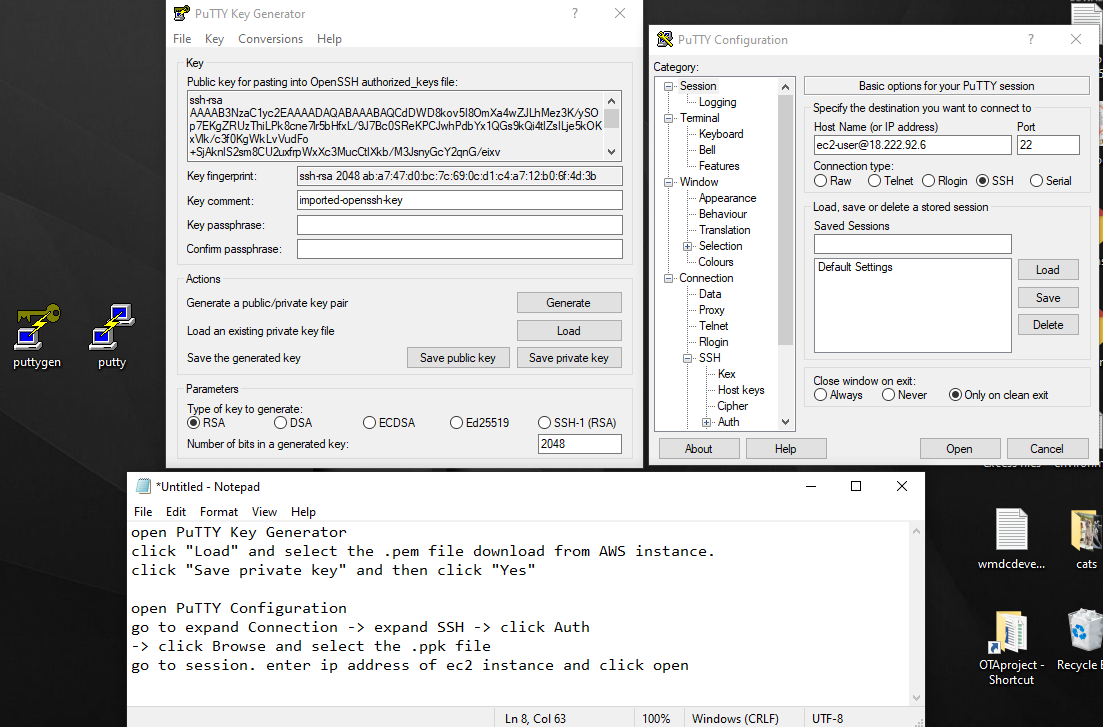 PuTTY Key Generator
?
File Key Conversions Help
Key
Public key for pasting into OpenSSH authorized_keys file:
ssh-rsa
Key fingerprint:
ssh-rsa 2048 ab:a7:47:d0:bc:7c:69:0c:d1:c4:a7:12:b0:6f:4d:3b
Key comment:
imported-openssh-key
Key passphrase:
Confirm passphrase:
Actions
Generate a public/private key pair
Generate
Load an existing private key file
Load
Save the generated key
Save public key
Save private key
Parameters
Type of key to generate:
RSA DSA ECDSA Ed25519 SSH-1 (RSA)
Number of bits in a generated key:
2048
PuTTY Configuration
?
Category:
Session
Logging
Terminal
Keyboard
Bell
Features
Window
Appearance
Behaviour
Translation
Selection
Colours
Connection
Data
Proxy
Telnet
Rlogin
SSH
Kex
Host keys
Cipher
Auth
Basic options for your PuTTY session
Specify the destination you want to connect to
Host Name (or IP address) Port
ec2-user@18.222.92.6 22
Connection type:
Raw Telnet Rlogin SSH Serial
Load, save or delete a stored session
Saved Sessions
Default Settings
Load
Save
Delete
Close window on exit:
Always Never Only on clean exit
About Help Open Cancel
puttygen
putty
*Untitled - Notepad
File Edit Format View Help
open PuTTY Key Generator
click "Load" and select the .pem file download from AWS instance.
click "Save private key" and then click "Yes"
open PuTTY Configuration
go to expand Connection -> expand SSH -> click Auth
-> click Browse and select the .ppk file
go to session. enter ip address of ec2 instance and click open
Ln 8, Col 63 100% Windows (CRLF) UTF-8
wmdcdeve...
cats
OTAproject -
Shortcut
Recycle